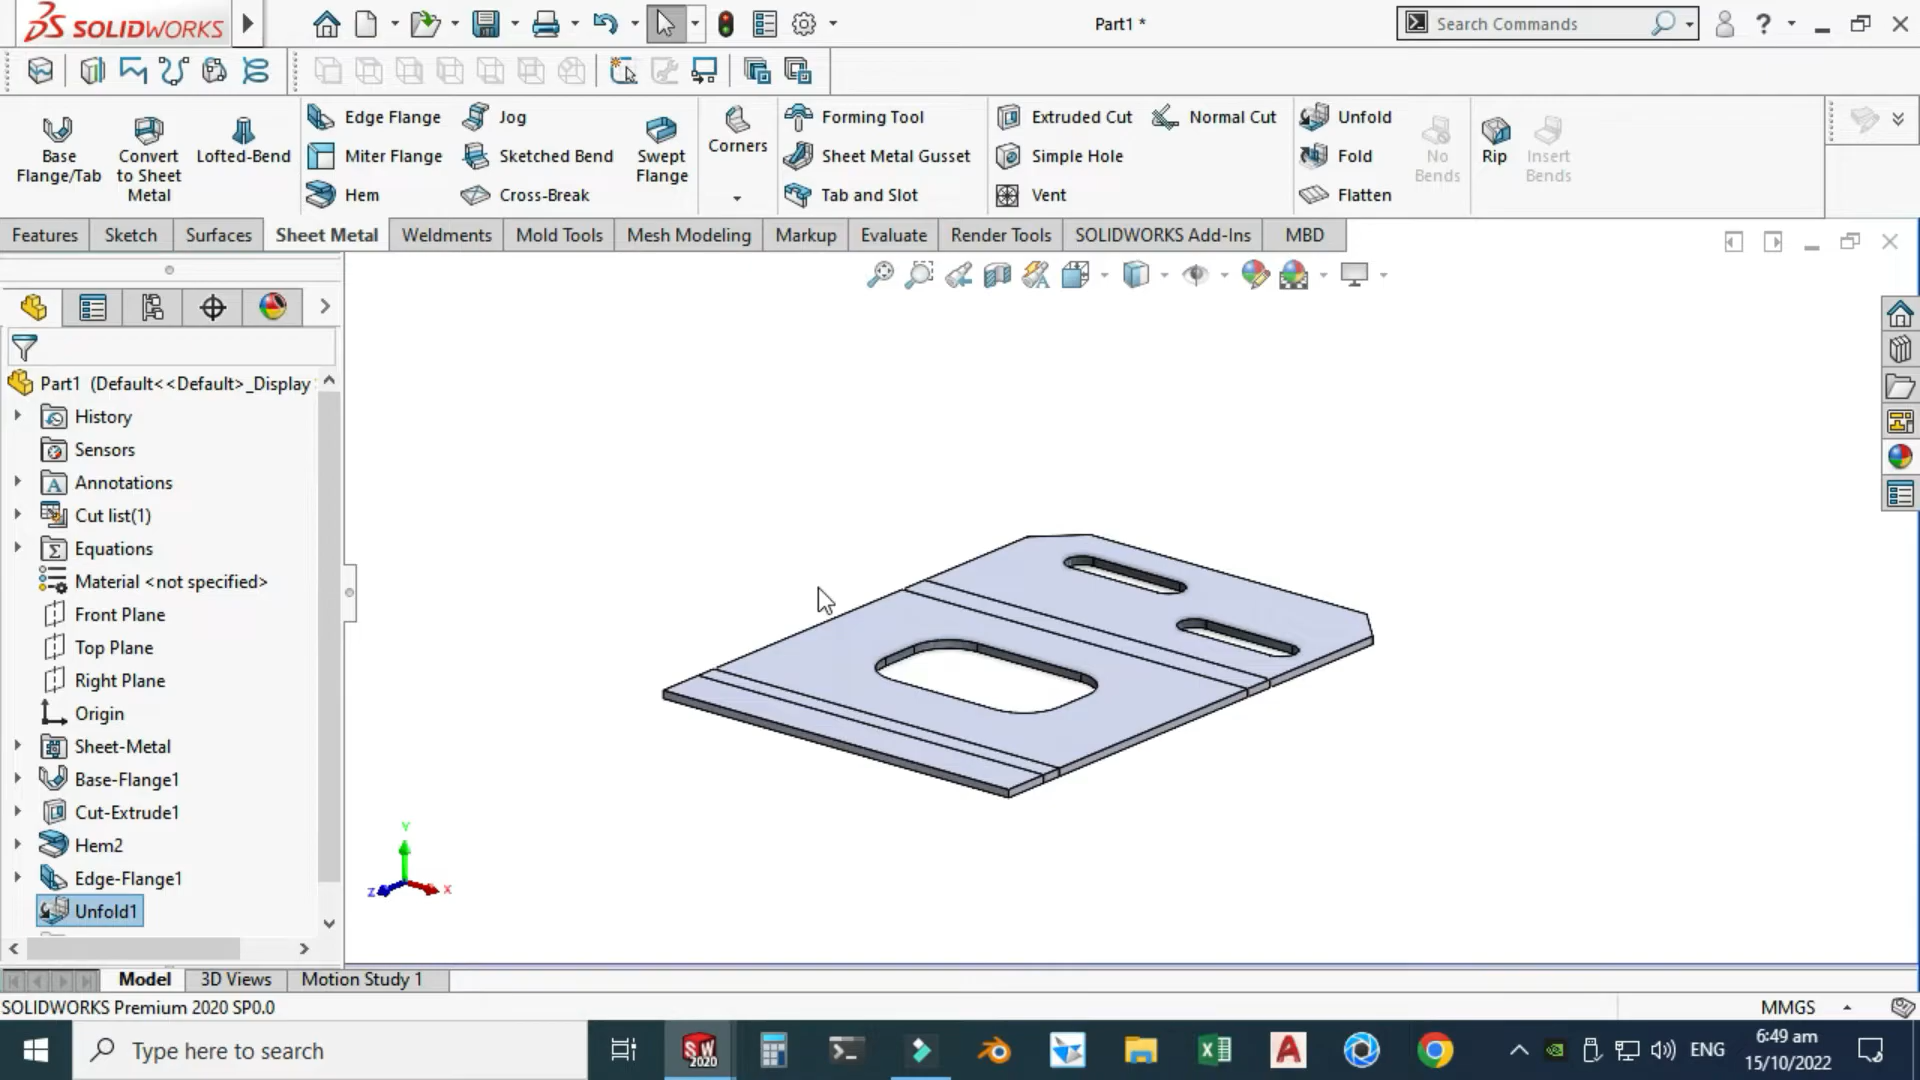 SOLIDWORKS
Part1 *
Search Commands
Base Flange/Tab
Convert to Sheet Metal
Lofted-Bend
Edge Flange
Miter Flange
Hem
Jog
Sketched Bend
Cross-Break
Swept Flange
Corners
Forming Tool
Sheet Metal Gusset
Tab and Slot
Extruded Cut
Simple Hole
Vent
Normal Cut
Unfold
Fold
Flatten
No Bends
Rip
Insert Bends
Features
Sketch
Surfaces
Sheet Metal
Weldments
Mold Tools
Mesh Modeling
Markup
Evaluate
Render Tools
SOLIDWORKS Add-Ins
MBD
Part1 (Default<<Default>_Display
History
Sensors
Annotations
Cut list(1)
Equations
Material <not specified>
Front Plane
Top Plane
Right Plane
Origin
Sheet-Metal
Base-Flange1
Cut-Extrude1
Hem2
Edge-Flange1
Unfold1
Y
Z
X
Model
3D Views
Motion Study 1
SOLIDWORKS Premium 2020 SP0.0
MMGS
Type here to search
SW 2020
ENG
6:49 am
15/10/2022